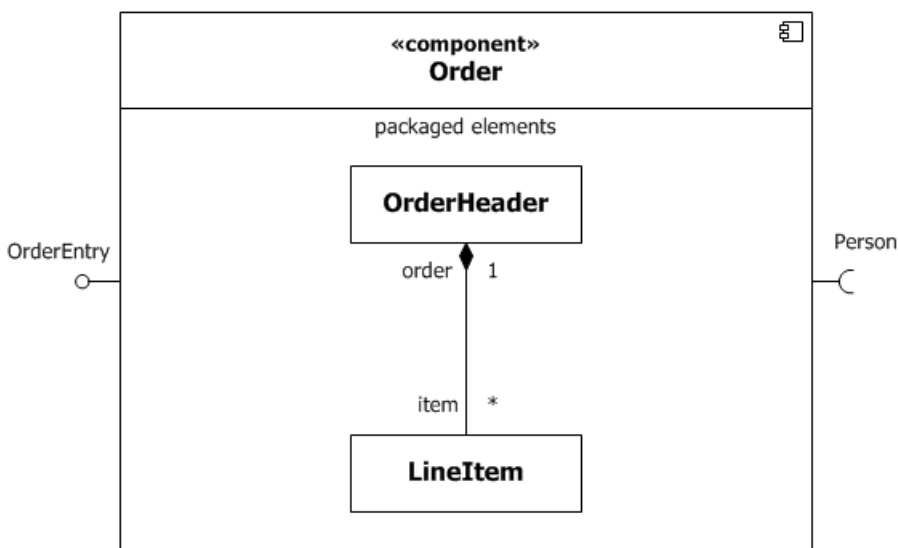 «component»
Order
packaged elements
OrderHeader
OrderEntry
Person
order 1
item *
LineItem